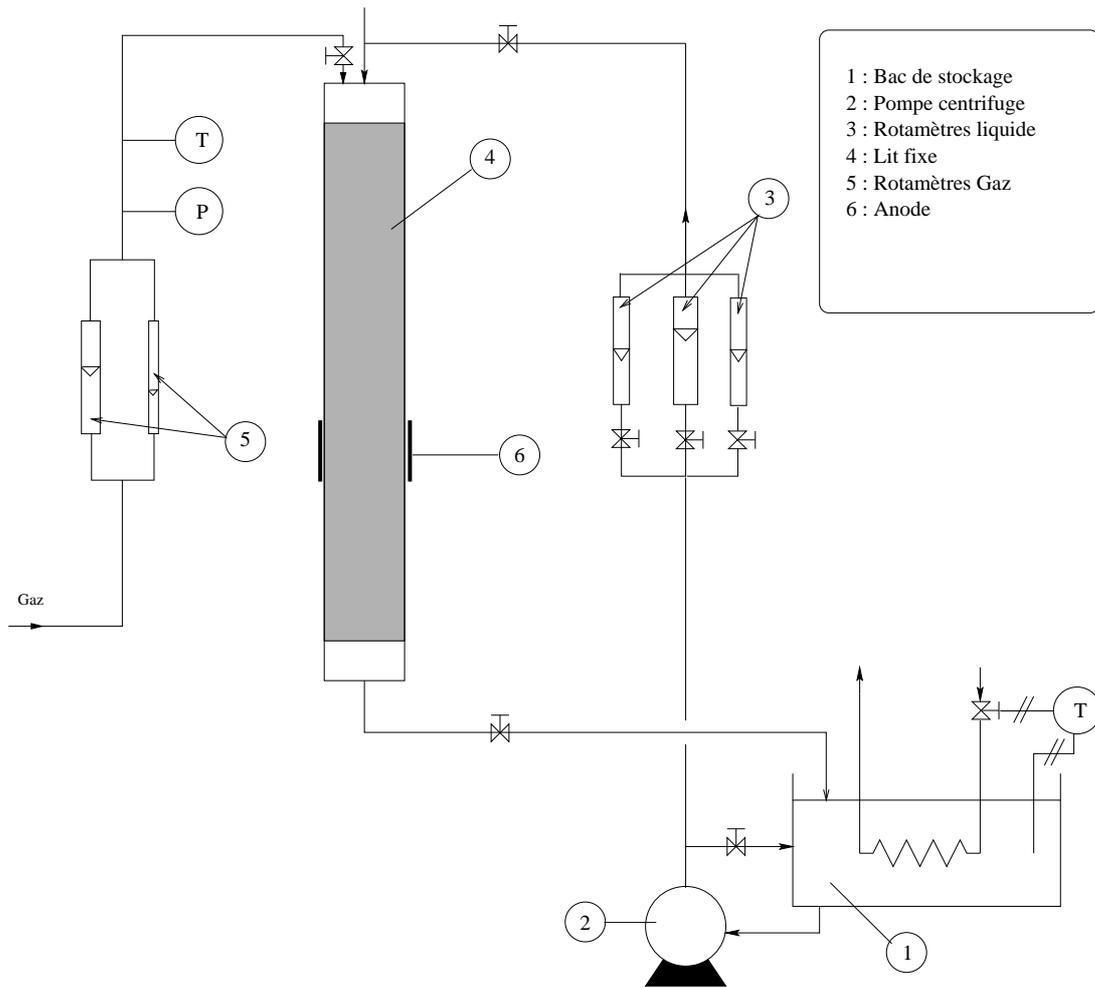 1 : Bac de stockage
2 : Pompe centrifuge
3 : Rotamètres liquide
4 : Lit fixe
5 : Rotamètres Gaz
6 : Anode
T
4
3
P
5
6
Gaz
T
2
1